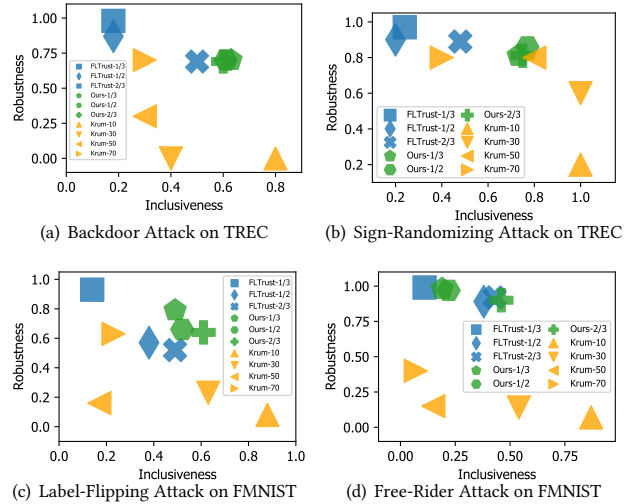 Robustness
1.00
0.75
0.50
0.25
0.00
FLTrust-1/3
FLTrust-1/2
FLTrust-2/3
Ours-1/3
Ours-1/2
Ours-2/3
Krum-10
Krum-30
Krum-50
Krum-70
0.0 0.2 0.4 0.6 0.8
Inclusiveness
(a) Backdoor Attack on TREC
Robustness
1.0
0.8
0.6
0.4
0.2
FLTrust-1/3 Ours-2/3
FLTrust-1/2 Krum-10
FLTrust-2/3 Krum-30
Ours-1/3 Krum-50
Ours-1/2 Krum-70
0.2 0.4 0.6 0.8 1.0
Inclusiveness
(b) Sign-Randomizing Attack on TREC
Robustness
1.0
0.8
0.6
0.4
0.2
0.0
FLTrust-1/3
FLTrust-1/2
FLTrust-2/3
Ours-1/3
Ours-1/2
Ours-2/3
Krum-10
Krum-30
Krum-50
Krum-70
0.0 0.2 0.4 0.6 0.8 1.0
Inclusiveness
(c) Label-Flipping Attack on FMNIST
Robustness
1.00
0.75
0.50
0.25
0.00
FLTrust-1/3 Ours-2/3
FLTrust-1/2 Krum-10
FLTrust-2/3 Krum-30
Ours-1/3 Krum-50
Ours-1/2 Krum-70
0.00 0.25 0.50 0.75
Inclusiveness
(d) Free-Rider Attack on FMNIST